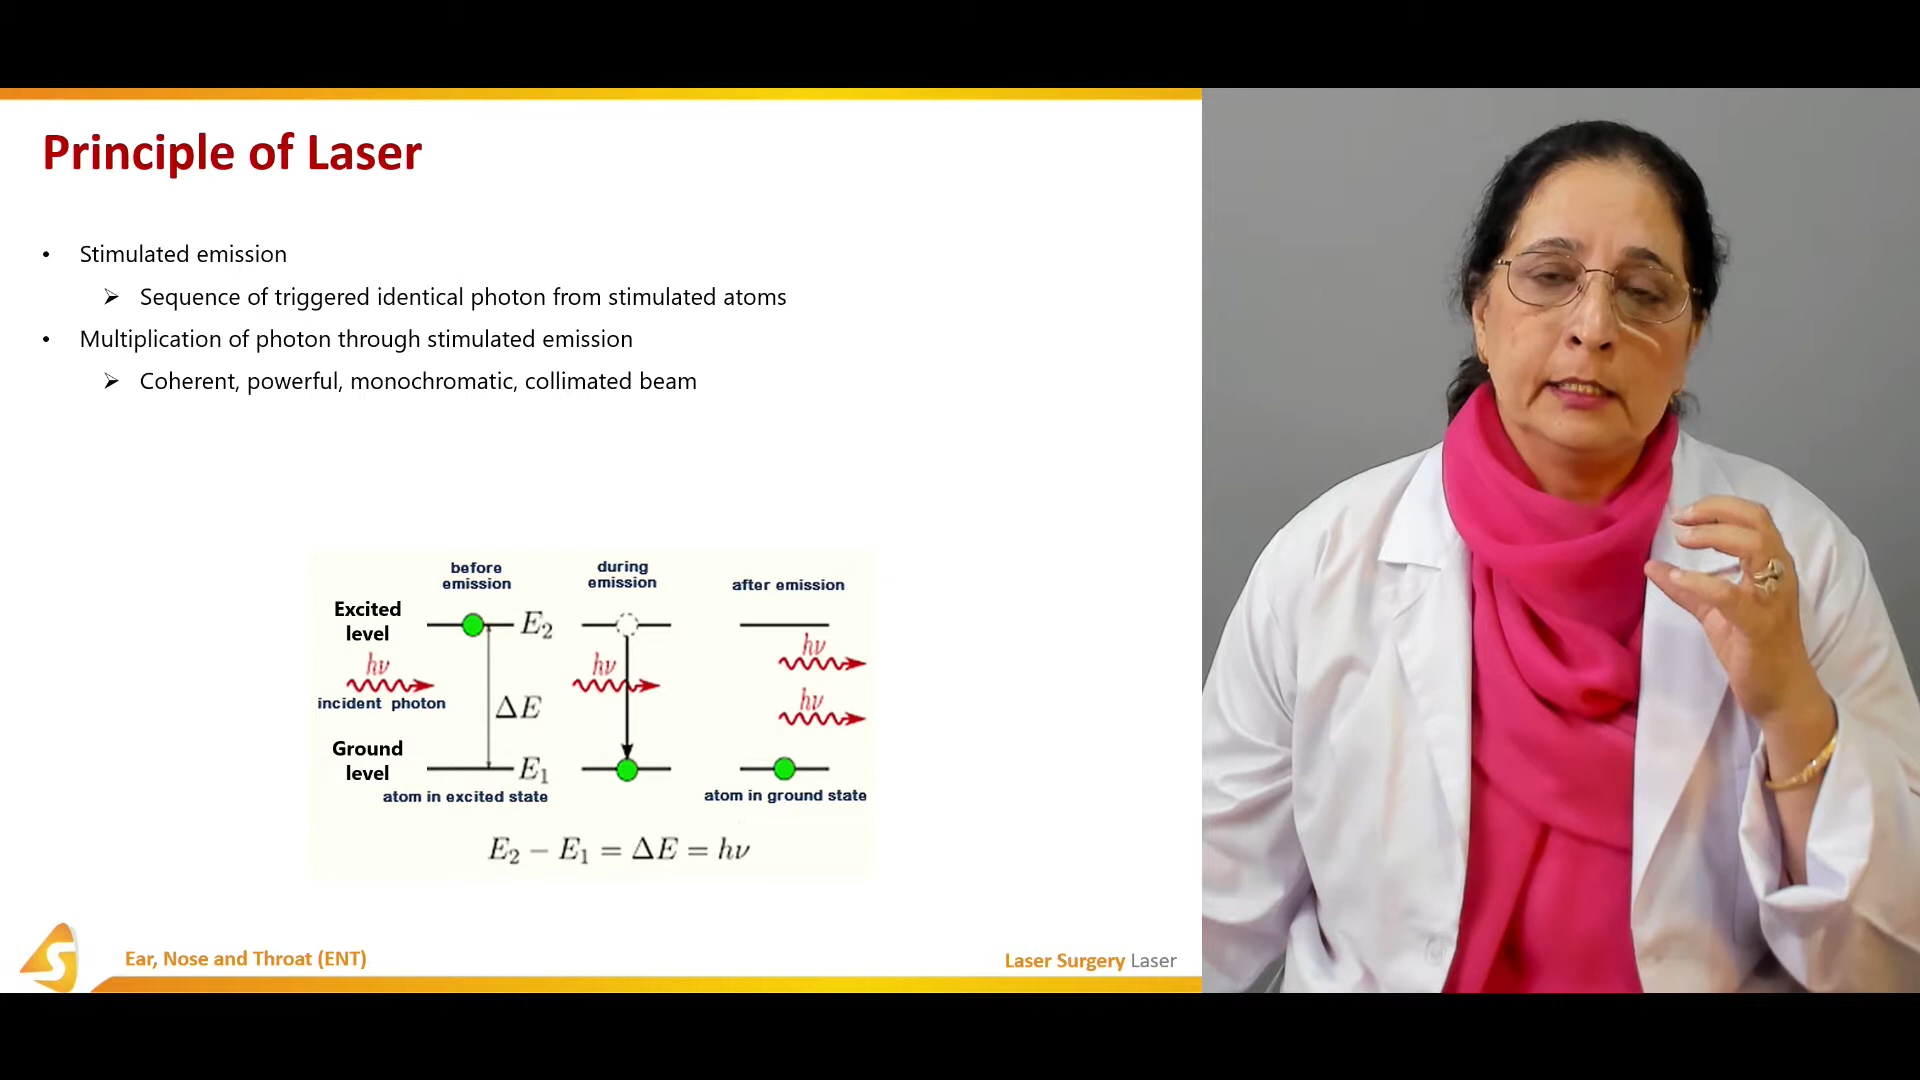 Principle of Laser
• Stimulated emission
➢ Sequence of triggered identical photon from stimulated atoms
• Multiplication of photon through stimulated emission
➢ Coherent, powerful, monochromatic, collimated beam
before
emission
during
emission
after emission
Excited
level
E₂
hν
incident photon
ΔE
hν
hν
hν
Ground
level
E₁
atom in excited state
atom in ground state
E₂ − E₁ = ΔE = hν
S
Ear, Nose and Throat (ENT)
Laser Surgery Laser